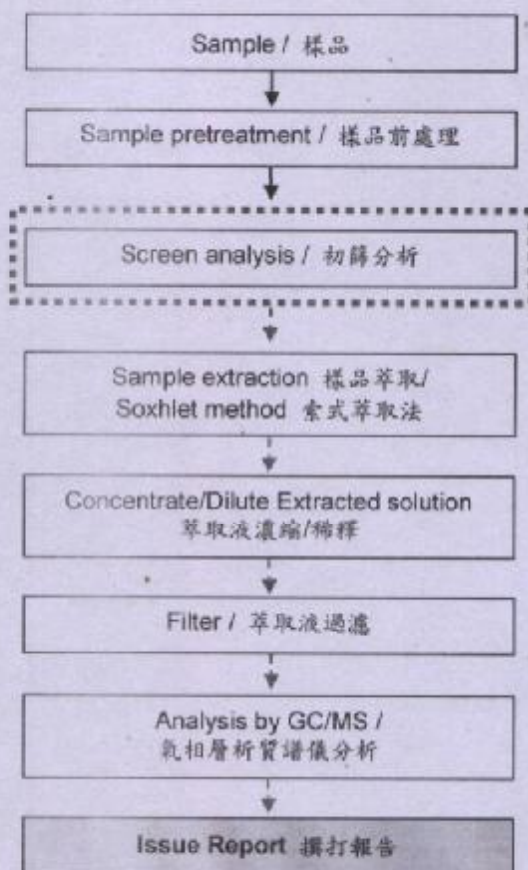 Sample / 樣品
Sample pretreatment / 樣品前處理
Screen analysis / 初篩分析
Sample extraction 樣品萃取/
Soxhlet method 索式萃取法
Concentrate/Dilute Extracted solution
萃取液濃縮/稀釋
Filter / 萃取液過濾
Analysis by GC/MS /
氣相層析質譜儀分析
Issue Report 撰打報告